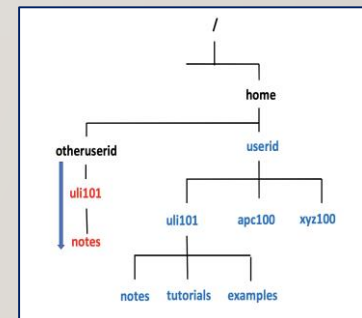 /
home
otheruserid userid
uli101
uli101 apc100 xyz100
notes
notes tutorials examples